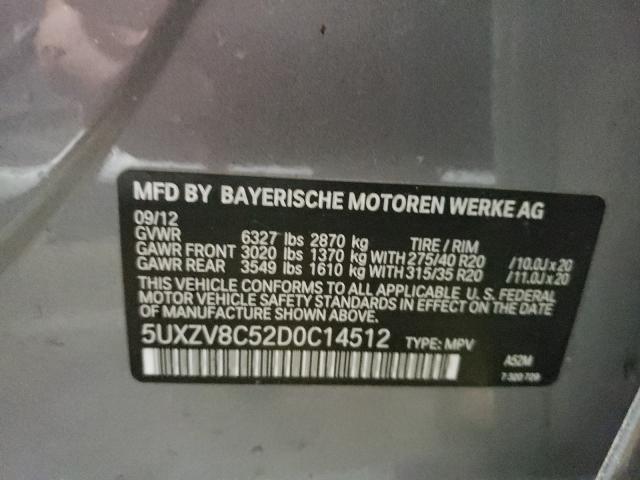 MFD BY BAYERISCHE MOTOREN WERKE AG
09/12
GVWR 6327 lbs 2870 kg TIRE / RIM
GAWR FRONT 3020 lbs 1370 kg WITH 275/40 R20 /10.0J x 20
GAWR REAR 3549 lbs 1610 kg WITH 315/35 R20 /11.0J x 20
THIS VEHICLE CONFORMS TO ALL APPLICABLE U. S. FEDERAL
MOTOR VEHICLE SAFETY STANDARDS IN EFFECT ON THE DATE
OF MANUFACTURE SHOWN ABOVE.
5UXZV8C52D0C14512 TYPE: MPV
A52M
7 320 709